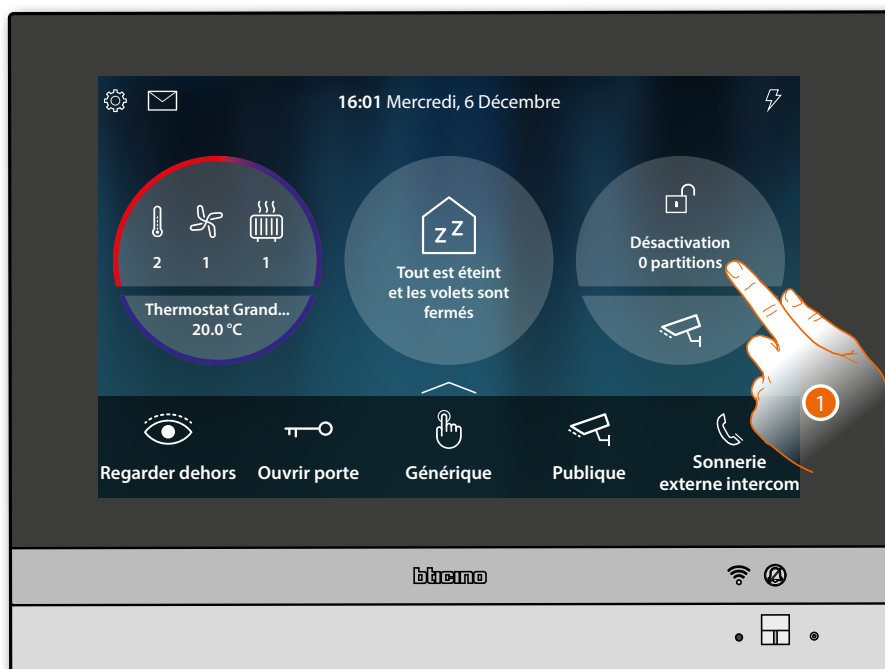 16:01 Mercredi, 6 Décembre
2 1 1
Thermostat Grand...
20.0 °C
z z
Tout est éteint
et les volets sont
fermés
Désactivation
0 partitions
1
Regarder dehors
Ouvrir porte
Générique
Publique
Sonnerie
externe intercom
bticino